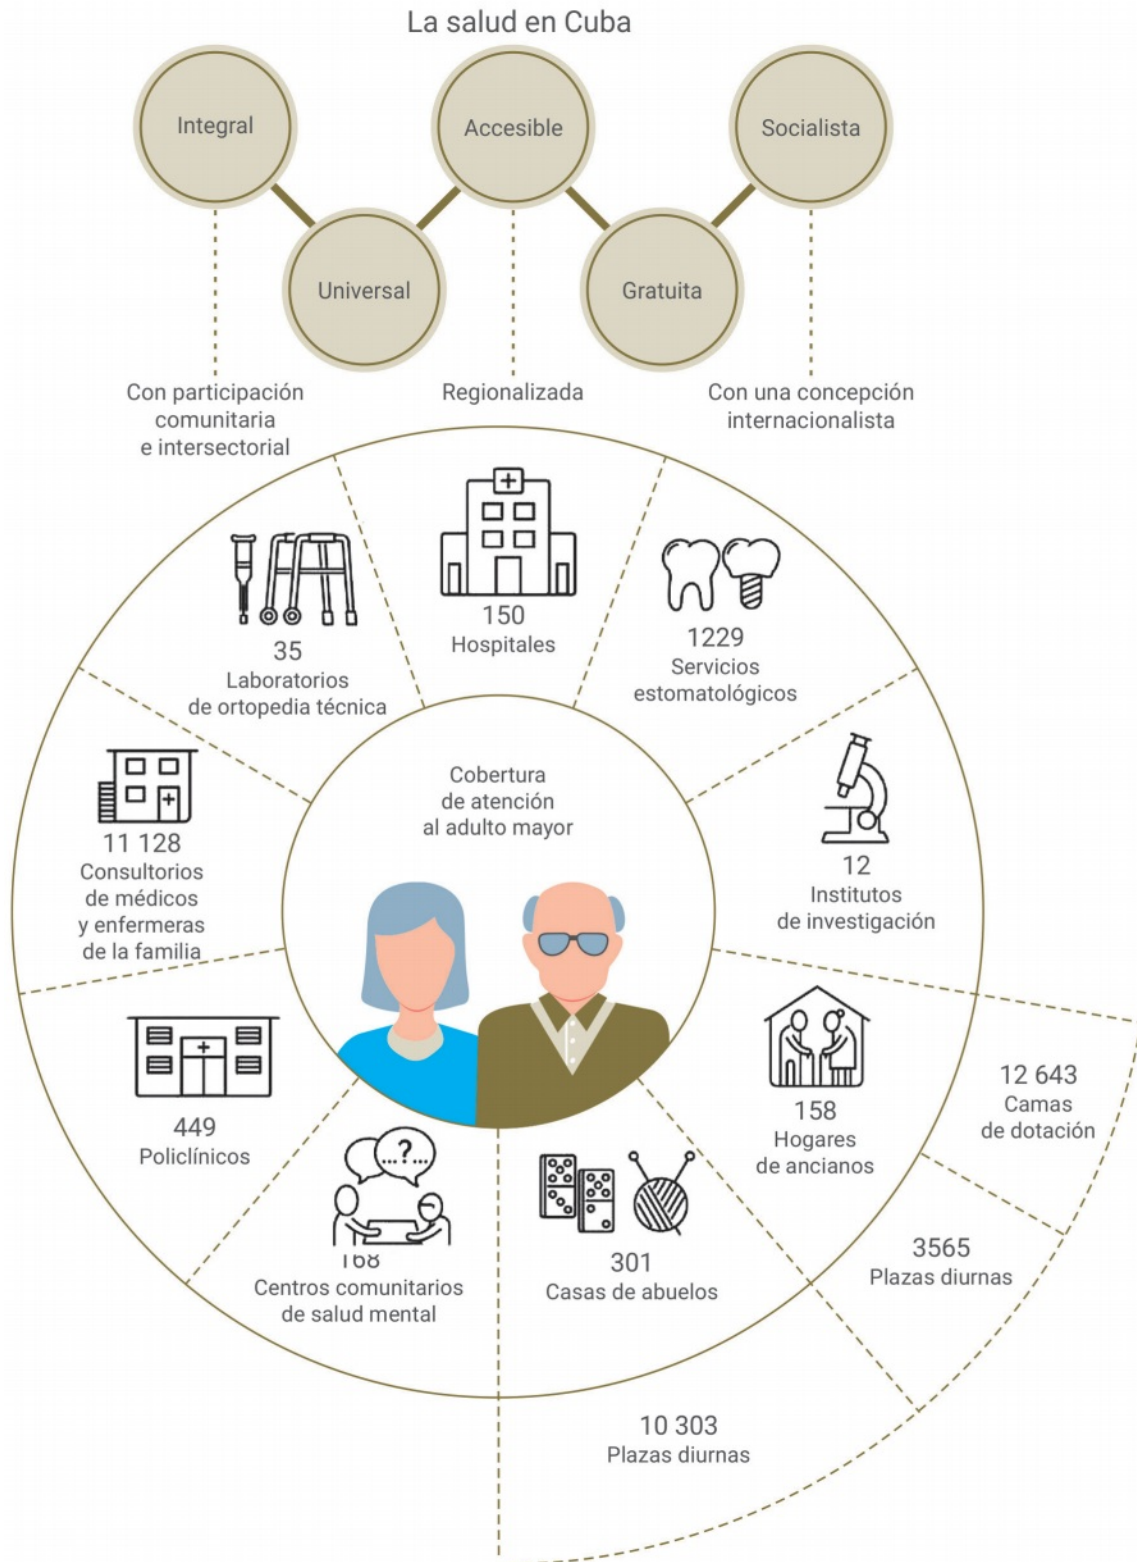 La salud en Cuba
Integral
Accesible
Socialista
Universal
Gratuita
Con participación
comunitaria
e intersectorial
Regionalizada
Con una concepción
internacionalista
150
Hospitales
1229
Servicios
estomatológicos
35
Laboratorios
de ortopedia técnica
Cobertura
de atención
al adulto mayor
11 128
Consultorios
de médicos
y enfermeras
de la familia
12
Institutos
de investigación
449
Policlínicos
...?...
168
Centros comunitarios
de salud mental
301
Casas de abuelos
158
Hogares
de ancianos
12 643
Camas
de dotación
3565
Plazas diurnas
10 303
Plazas diurnas